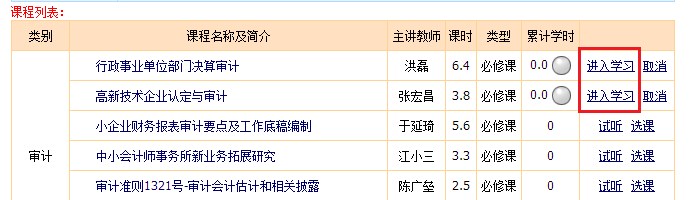 课程列表：
类别 课程名称及简介 主讲教师 课时 类型 累计学时
行政事业单位部门决算审计 洪磊 6.4 必修课 0.0 进入学习 取消
高新技术企业认定与审计 张宏昌 3.8 必修课 0.0 进入学习 取消
小企业财务报表审计要点及工作底稿编制 于延琦 5.6 必修课 0 试听 选课
审计 中小会计师事务所新业务拓展研究 江小三 3.3 必修课 0 试听 选课
审计准则1321号-审计会计估计和相关披露 陈广垒 2.5 必修课 0 试听 选课